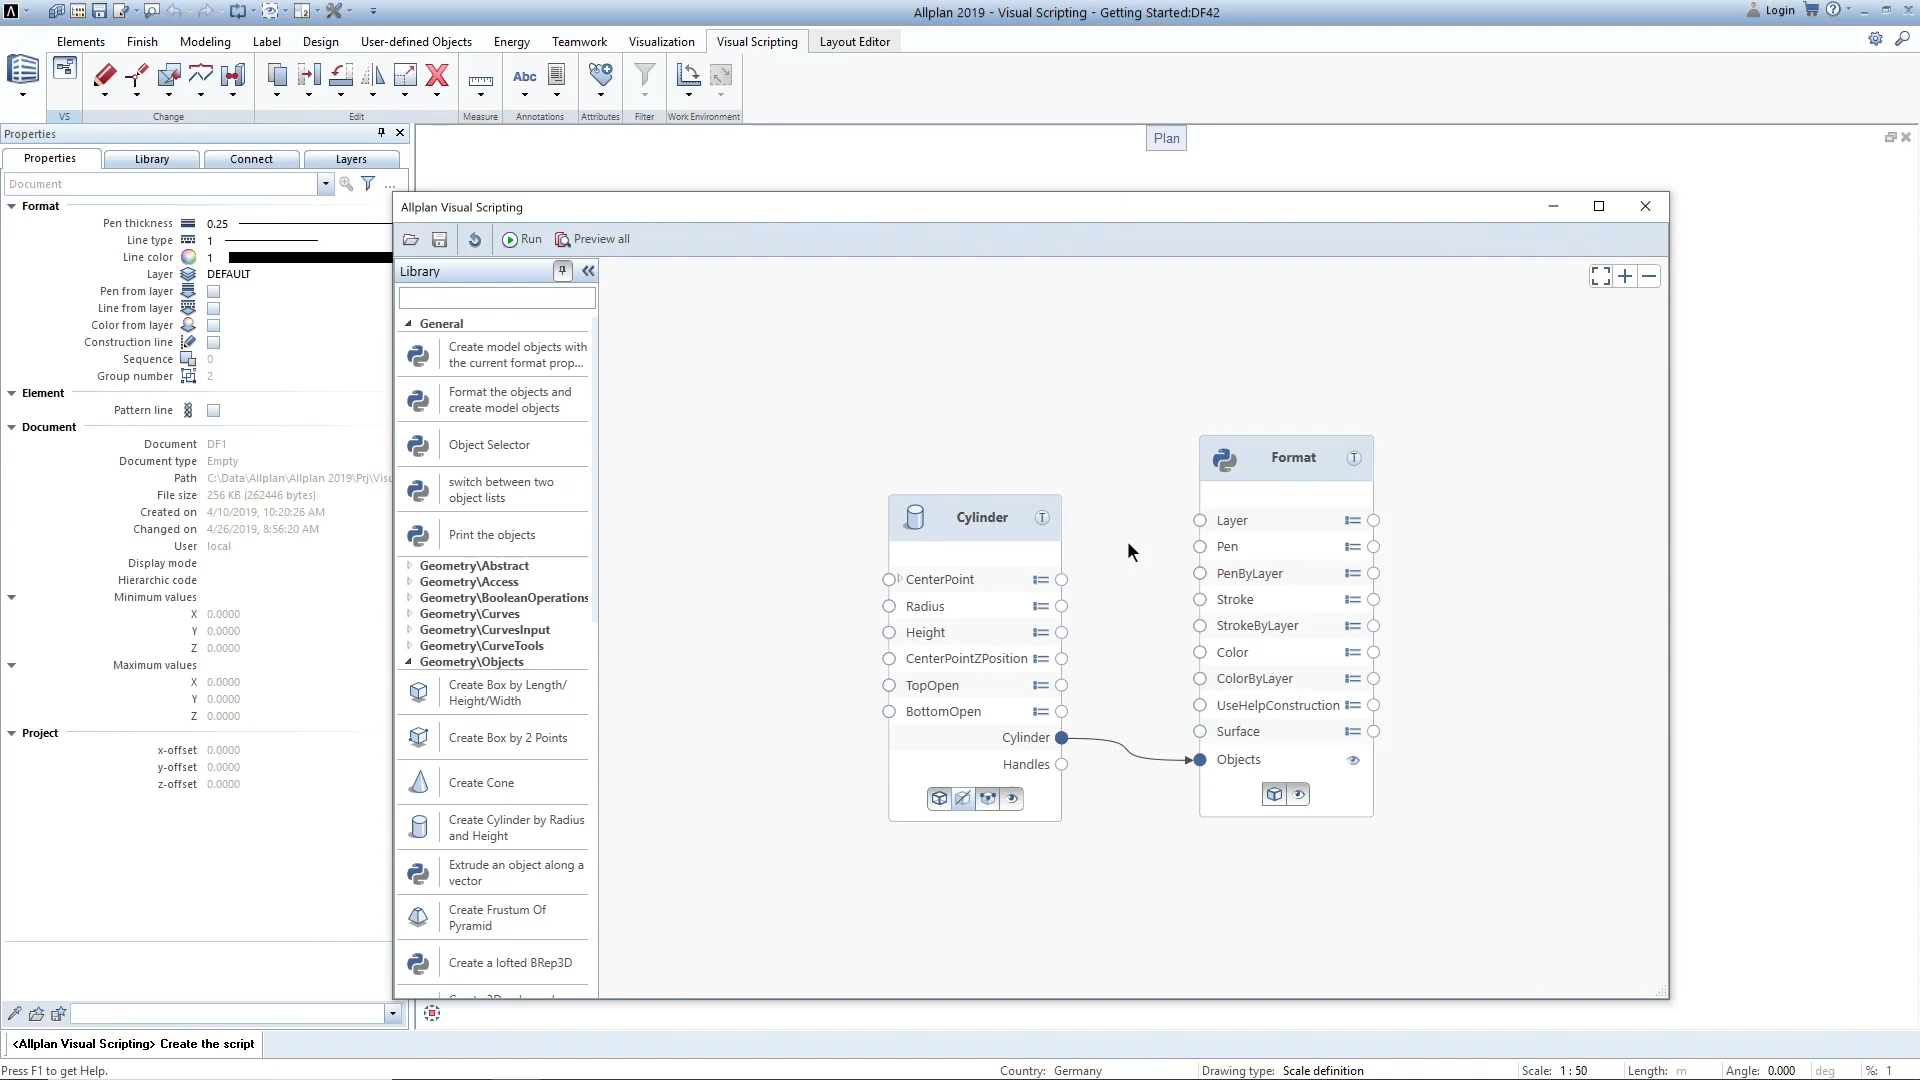 Allplan 2019 - Visual Scripting - Getting Started:DF42
Login
Elements Finish Modeling Label Design User-defined Objects Energy Teamwork Visualization Visual Scripting Layout Editor
Abc
VS Change Edit Measure Annotations Attributes Filter Work Environment
Properties
Plan
Properties Library Connect Layers
Document
Format
Pen thickness 0.25
Line type 1
Line color 1
Layer DEFAULT
Pen from layer
Line from layer
Color from layer
Construction line
Sequence 0
Group number 2
Element
Pattern line
Document
Document DF1
Document type Empty
Path C:\Data\Allplan\Allplan 2019\Prj\Visu
File size 256 KB (262446 bytes)
Created on 4/10/2019, 10:20:26 AM
Changed on 4/26/2019, 8:56:20 AM
User local
Display mode
Hierarchic code
Minimum values
X 0.0000
Y 0.0000
Z 0.0000
Maximum values
X 0.0000
Y 0.0000
Z 0.0000
Project
x-offset 0.0000
y-offset 0.0000
z-offset 0.0000
Allplan Visual Scripting
Run Preview all
Library
General
Create model objects with
the current format prop...
Format the objects and
create model objects
Object Selector
switch between two
object lists
Print the objects
Geometry\Abstract
Geometry\Access
Geometry\BooleanOperations
Geometry\Curves
Geometry\CurvesInput
Geometry\CurveTools
Geometry\Objects
Create Box by Length/
Height/Width
Create Box by 2 Points
Create Cone
Create Cylinder by Radius
and Height
Extrude an object along a
vector
Create Frustum Of
Pyramid
Create a lofted BRep3D
Cylinder T
CenterPoint
Radius
Height
CenterPointZPosition
TopOpen
BottomOpen
Cylinder
Handles
Format T
Layer
Pen
PenByLayer
Stroke
StrokeByLayer
Color
ColorByLayer
UseHelpConstruction
Surface
Objects
<Allplan Visual Scripting> Create the script
Press F1 to get Help.
Country: Germany Drawing type: Scale definition Scale: 1 : 50 Length: m Angle: 0.000 deg %: 1